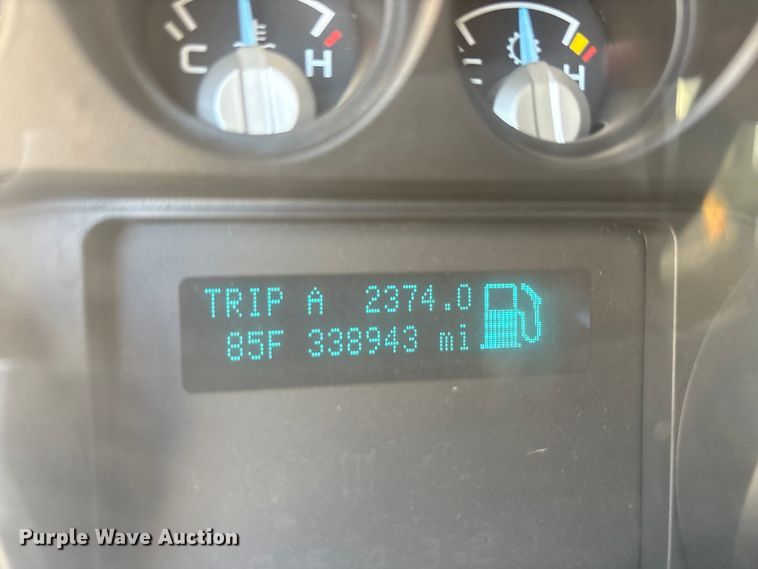 C H H
TRIP A 2374.0
85F 338943 mi
Purple Wave Auction